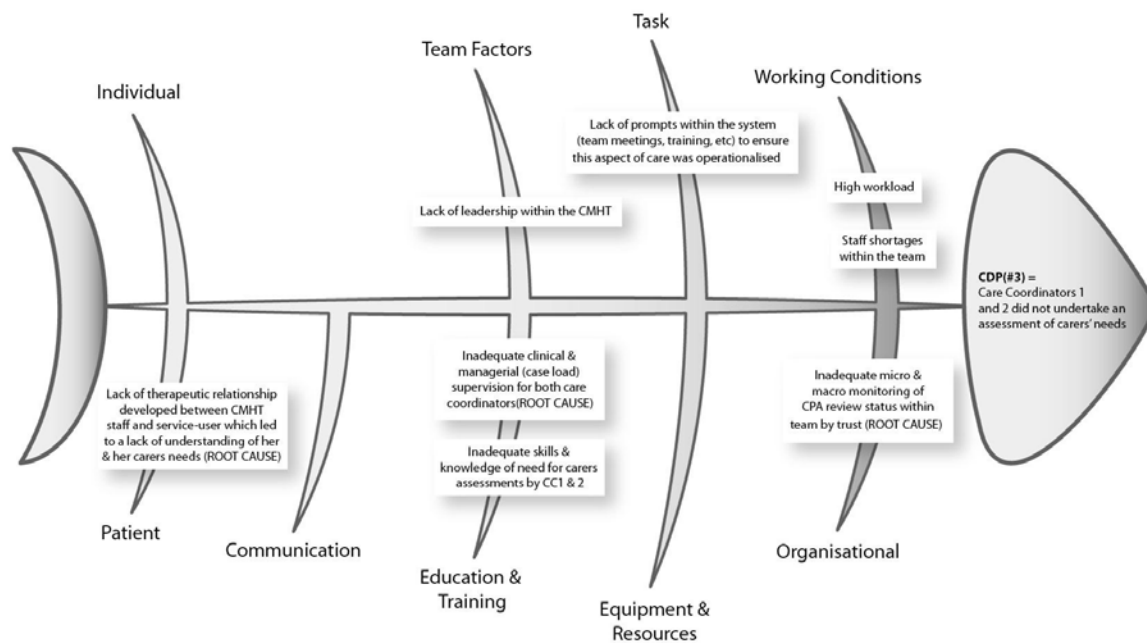 Task
Team Factors
Working Conditions
Individual
Lack of prompts within the system
(team meetings, training, etc) to ensure
this aspect of care was operationalised
High workload
Lack of leadership within the CMHT
Staff shortages
within the team
CDP(#3) =
Care Coordinators 1
and 2 did not undertake an
assessment of carers' needs
Inadequate clinical &
managerial (case load)
supervision for both care
coordinators(ROOT CAUSE)
Inadequate micro &
macro monitoring of
CPA review status within
team by trust (ROOT CAUSE)
Lack of therapeutic relationship
developed between CMHT
staff and service-user which led
to a lack of understanding of her
& her carers needs (ROOT CAUSE)
Inadequate skills &
knowledge of need for carers
assessments by CC1 & 2
Patient
Communication
Education &
Training
Equipment &
Resources
Organisational